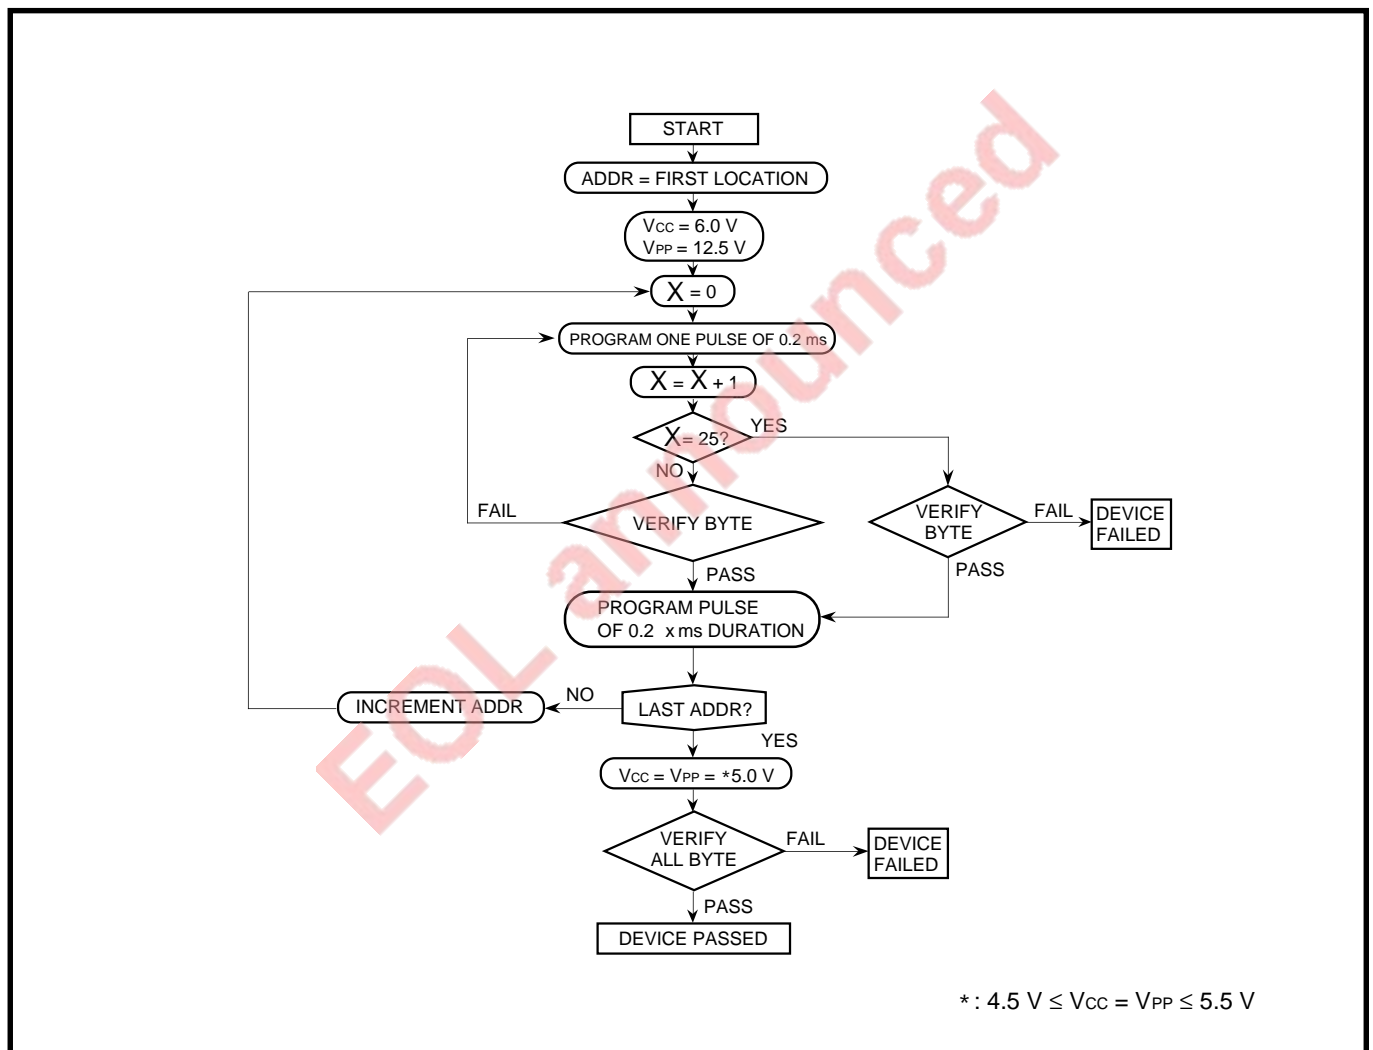 START
ADDR = FIRST LOCATION
VCC = 6.0 V
VPP = 12.5 V
X = 0
PROGRAM ONE PULSE OF 0.2 ms
X = X + 1
X = 25?
YES
NO
FAIL
VERIFY BYTE
VERIFY
BYTE
FAIL
DEVICE
FAILED
PASS
PASS
PROGRAM PULSE
OF 0.2 x ms DURATION
INCREMENT ADDR
NO
LAST ADDR?
YES
VCC = VPP = *5.0 V
VERIFY
ALL BYTE
FAIL
DEVICE
FAILED
PASS
DEVICE PASSED
* : 4.5 V ≤ VCC = VPP ≤ 5.5 V
EOL announced